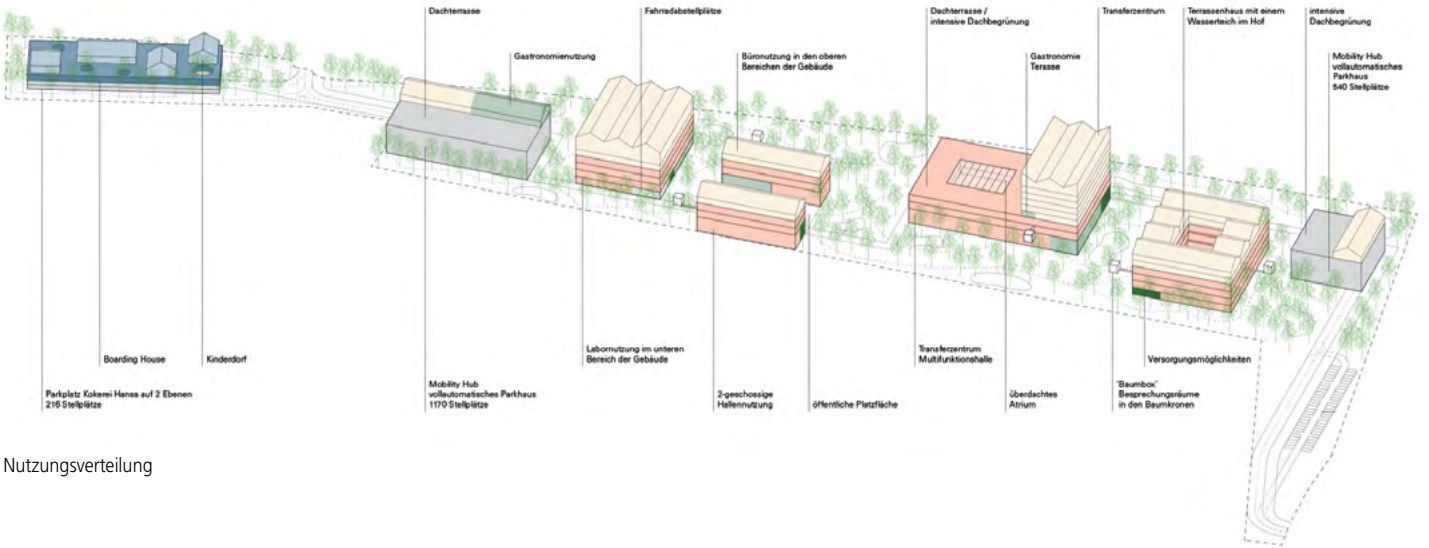 Dachterrasse
Fahrradabstellplätze
Dachterrasse /
intensive Dachbegrünung
Transferzentrum
Terrassenhaus mit einem
Wasserteich im Hof
intensive
Dachbegrünung
Gastronomienutzung
Büronutzung in den oberen
Bereichen der Gebäude
Gastronomie
Terasse
Mobility Hub
vollautomatisches
Parkhaus
540 Stellplätze
Boarding House
Kinderdorf
Labornutzung im unteren
Bereich der Gebäude
Transferzentrum
Multifunktionshalle
Versorgungsmöglichkeiten
Parkplatz Kokerei Hansa auf 2 Ebenen
216 Stellplätze
Mobility Hub
vollautomatisches Parkhaus
1170 Stellplätze
2-geschossige
Hallennutzung
öffentliche Platzfläche
überdachtes
Atrium
"Baumbox"
Besprechungsräume
in den Baumkronen
Nutzungsverteilung